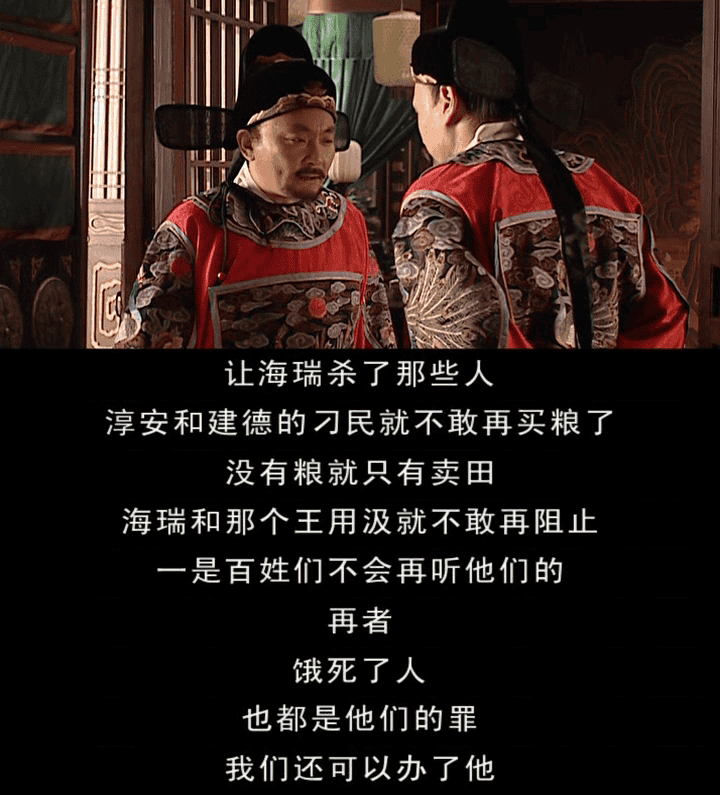 让海瑞杀了那些人
淳安和建德的刁民就不敢再买粮了
没有粮就只有卖田
海瑞和那个王用汲就不敢再阻止
一是百姓们不会再听他们的
再者
饿死了人
也都是他们的罪
我们还可以办了他